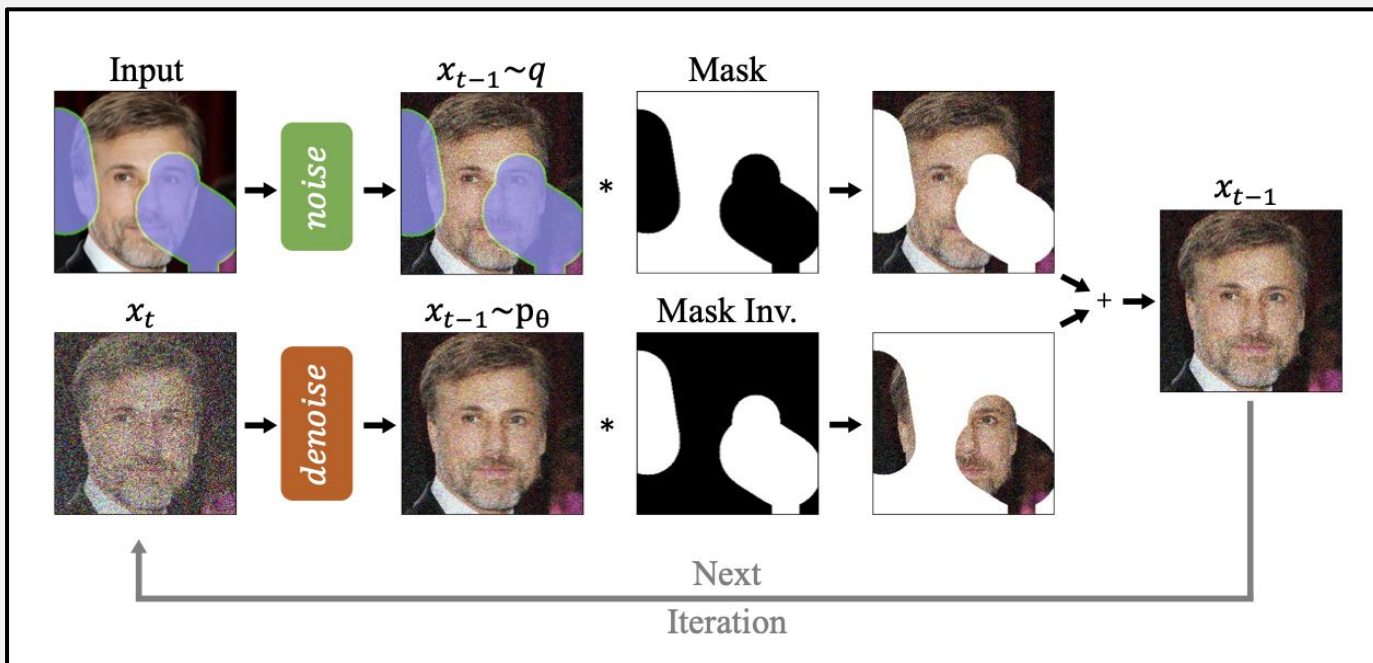 Input
x_{t-1}~q
Mask
noise
*
x_{t-1}
x_t
x_{t-1}~p_θ
Mask Inv.
+
denoise
*
Next
Iteration